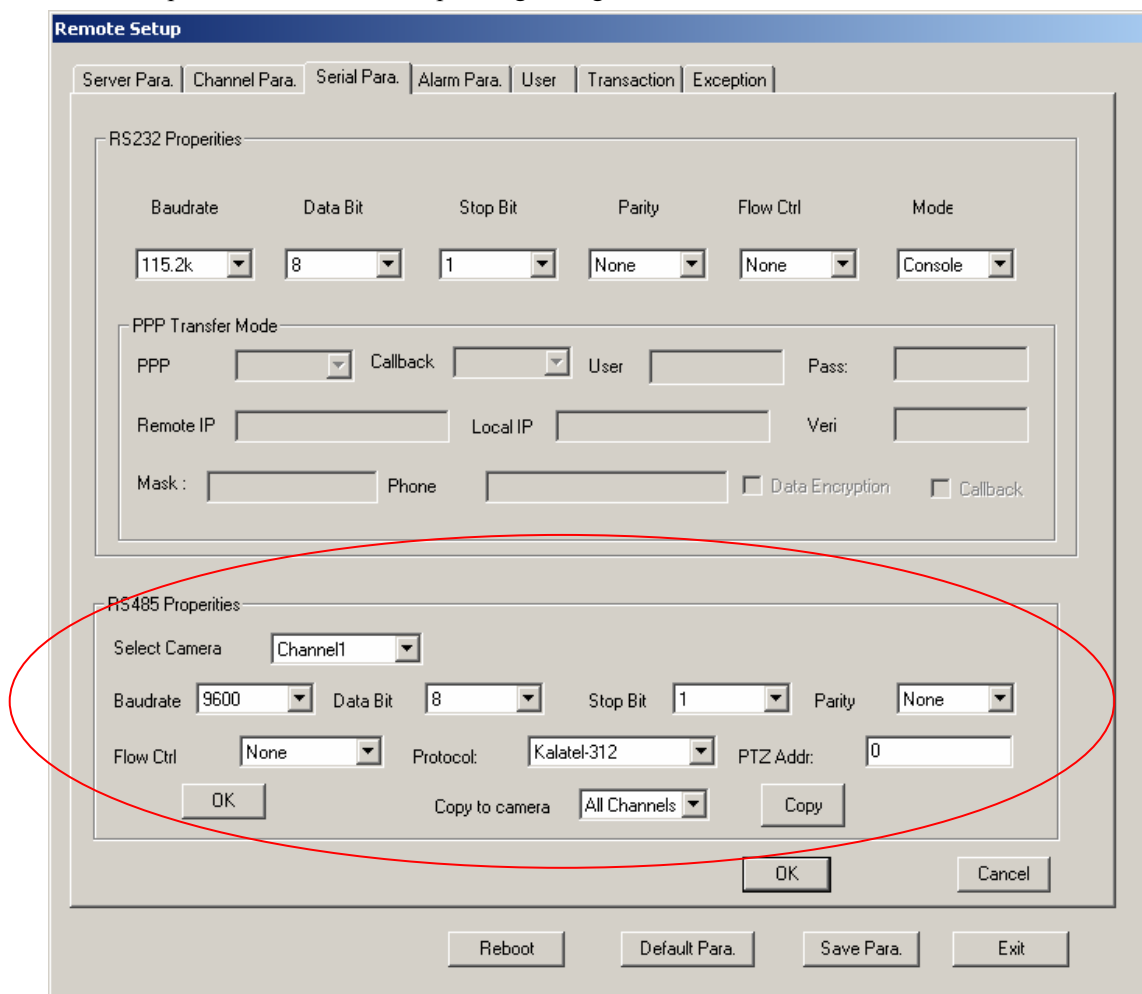 Remote Setup
Server Para. Channel Para. Serial Para. Alarm Para. User Transaction Exception
RS232 Properities
Baudrate Data Bit Stop Bit Parity Flow Ctrl Mode
115.2k 8 1 None None Console
PPP Transfer Mode
PPP Callback User Pass:
Remote IP Local IP Veri
Mask : Phone Data Encryption Callback
RS485 Properities
Select Camera Channel1
Baudrate 9600 Data Bit 8 Stop Bit 1 Parity None
Flow Ctrl None Protocol: Kalatel-312 PTZ Addr: 0
OK Copy to camera All Channels Copy
OK Cancel
Reboot Default Para. Save Para. Exit